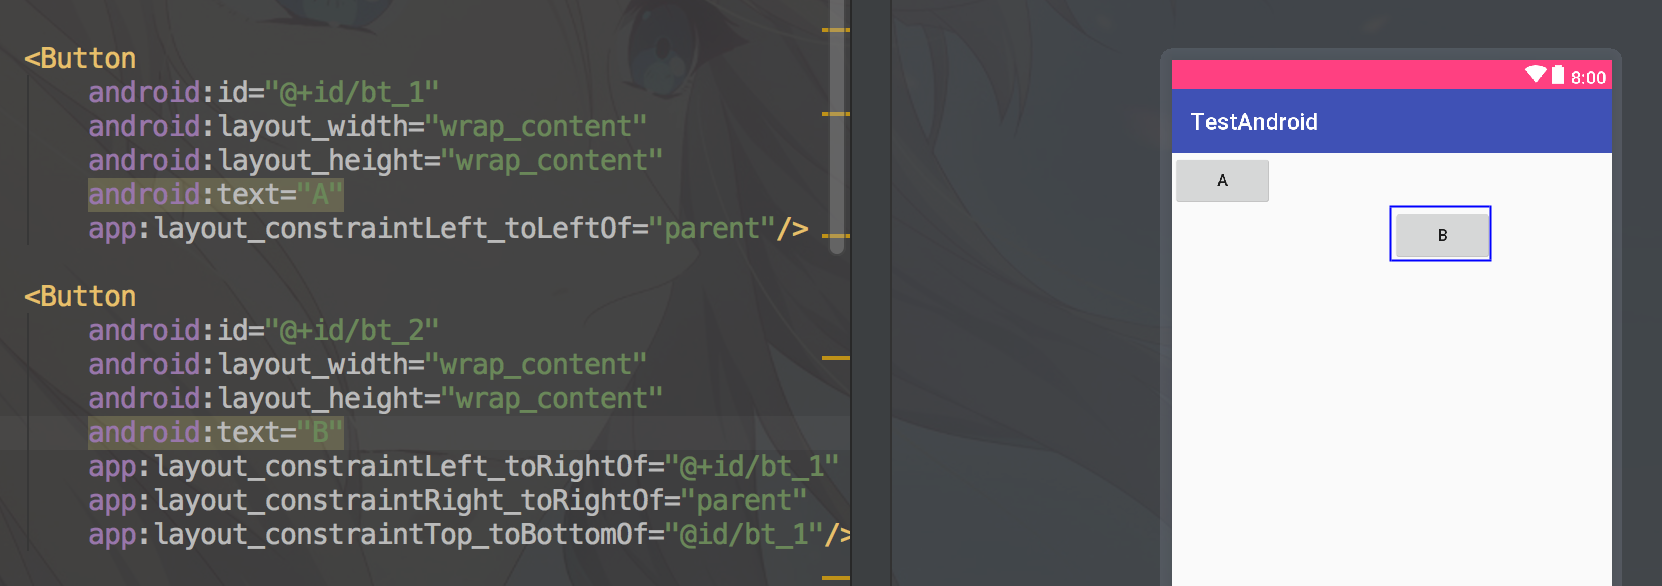 <Button
android:id="@+id/bt_1"
android:layout_width="wrap_content"
android:layout_height="wrap_content"
android:text="A"
app:layout_constraintLeft_toLeftOf="parent"/>
<Button
android:id="@+id/bt_2"
android:layout_width="wrap_content"
android:layout_height="wrap_content"
android:text="B"
app:layout_constraintLeft_toRightOf="@+id/bt_1"
app:layout_constraintRight_toRightOf="parent"
app:layout_constraintTop_toBottomOf="@id/bt_1"/>
8:00
TestAndroid
A
B